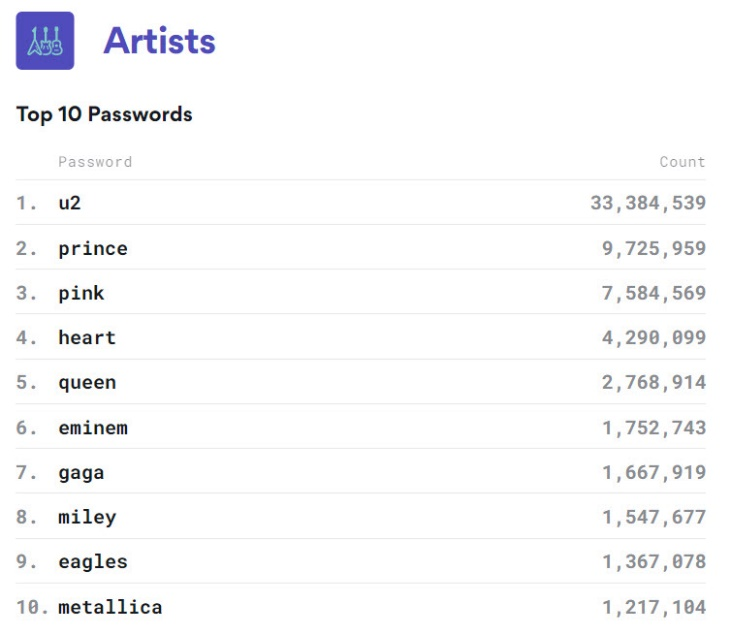 Artists
Top 10 Passwords
Password Count
1. u2 33,384,539
2. prince 9,725,959
3. pink 7,584,569
4. heart 4,290,099
5. queen 2,768,914
6. eminem 1,752,743
7. gaga 1,667,919
8. miley 1,547,677
9. eagles 1,367,078
10. metallica 1,217,104